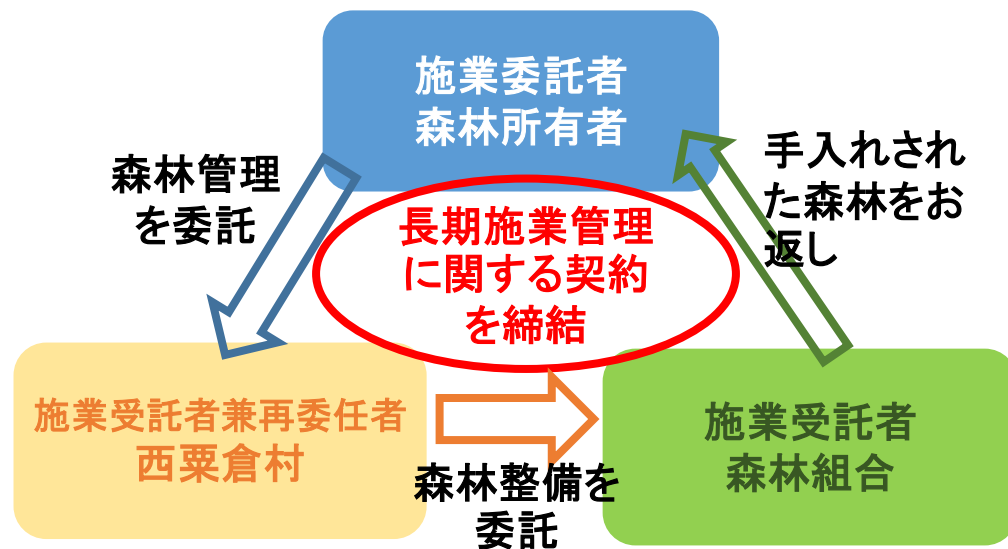 施業委託者
森林所有者
森林管理
を委託
手入れされ
た森林をお
返し
長期施業管理
に関する契約
を締結
施業受託者兼再委任者
西粟倉村
森林整備を
委託
施業受託者
森林組合